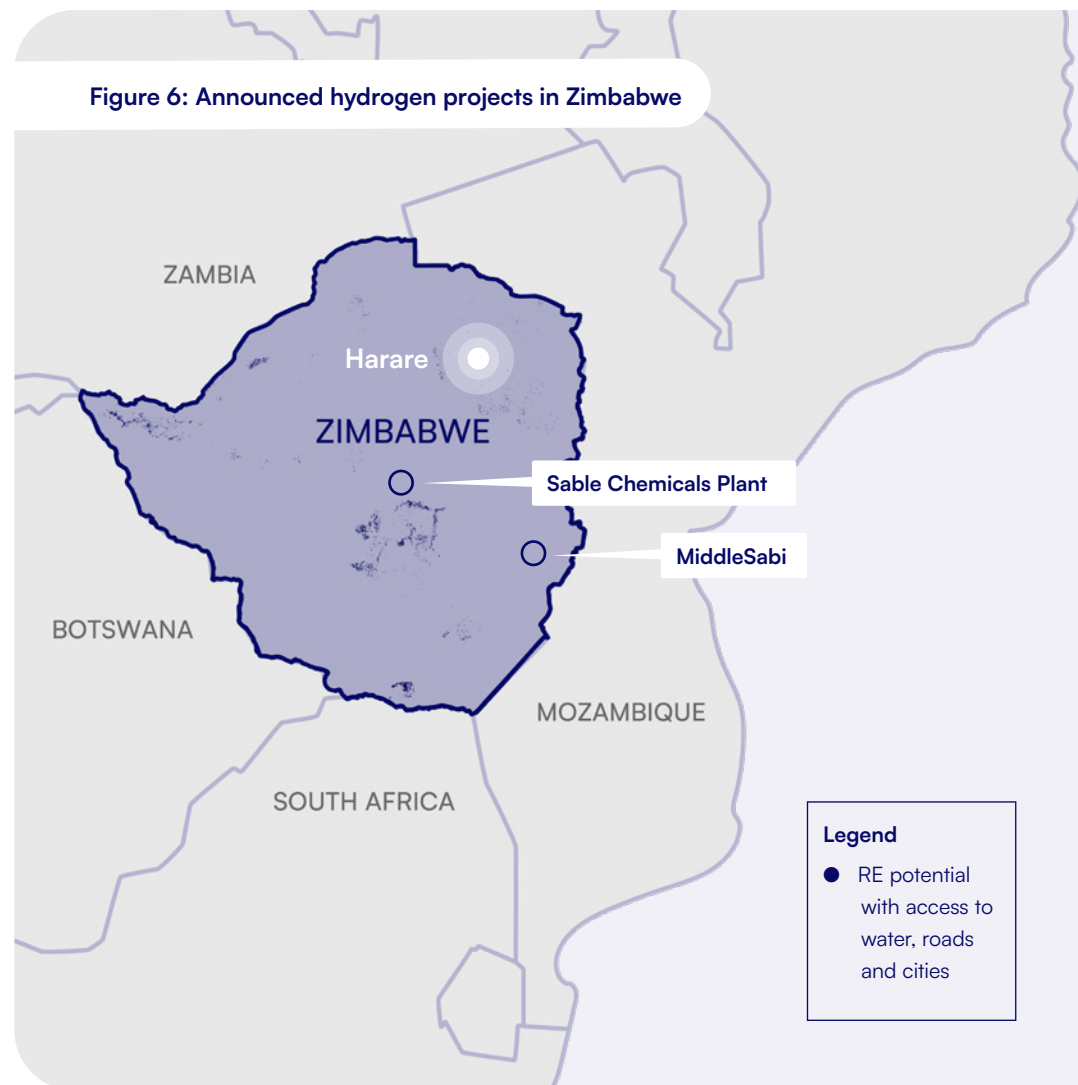 Figure 6: Announced hydrogen projects in Zimbabwe
ZAMBIA
Harare
ZIMBABWE
Sable Chemicals Plant
MiddleSabi
BOTSWANA
MOZAMBIQUE
SOUTH AFRICA
Legend
RE potential
with access to
water, roads
and cities